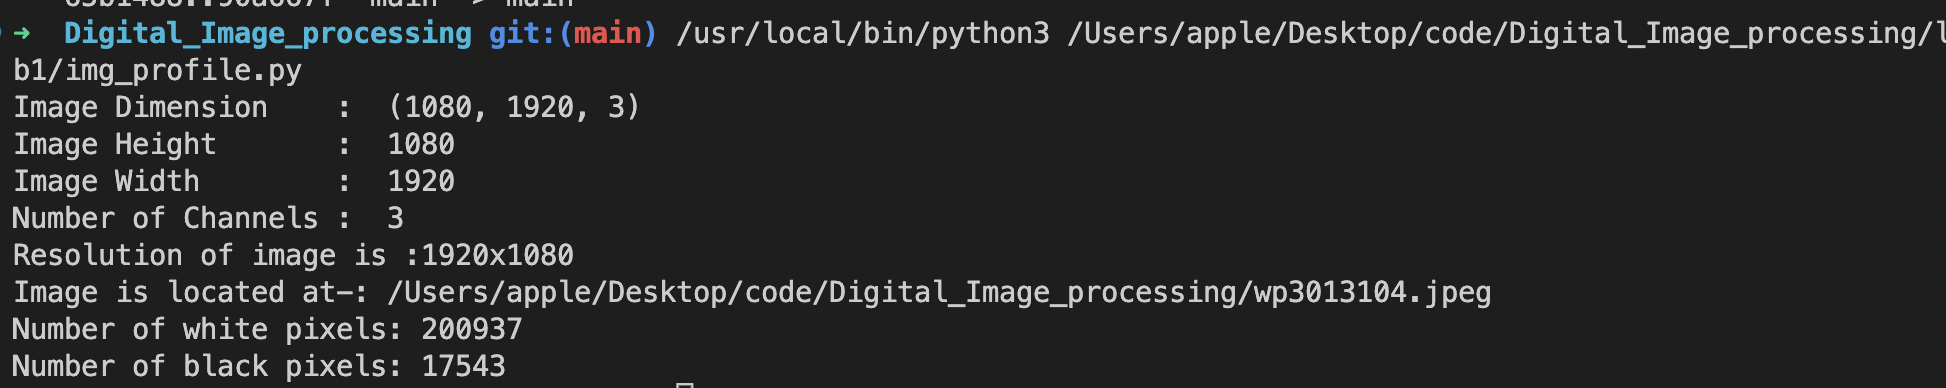 ➜  Digital_Image_processing git:(main) /usr/local/bin/python3 /Users/apple/Desktop/code/Digital_Image_processing/l
b1/img_profile.py
Image Dimension    :  (1080, 1920, 3)
Image Height       :  1080
Image Width        :  1920
Number of Channels :  3
Resolution of image is :1920x1080
Image is located at-: /Users/apple/Desktop/code/Digital_Image_processing/wp3013104.jpeg
Number of white pixels: 200937
Number of black pixels: 17543